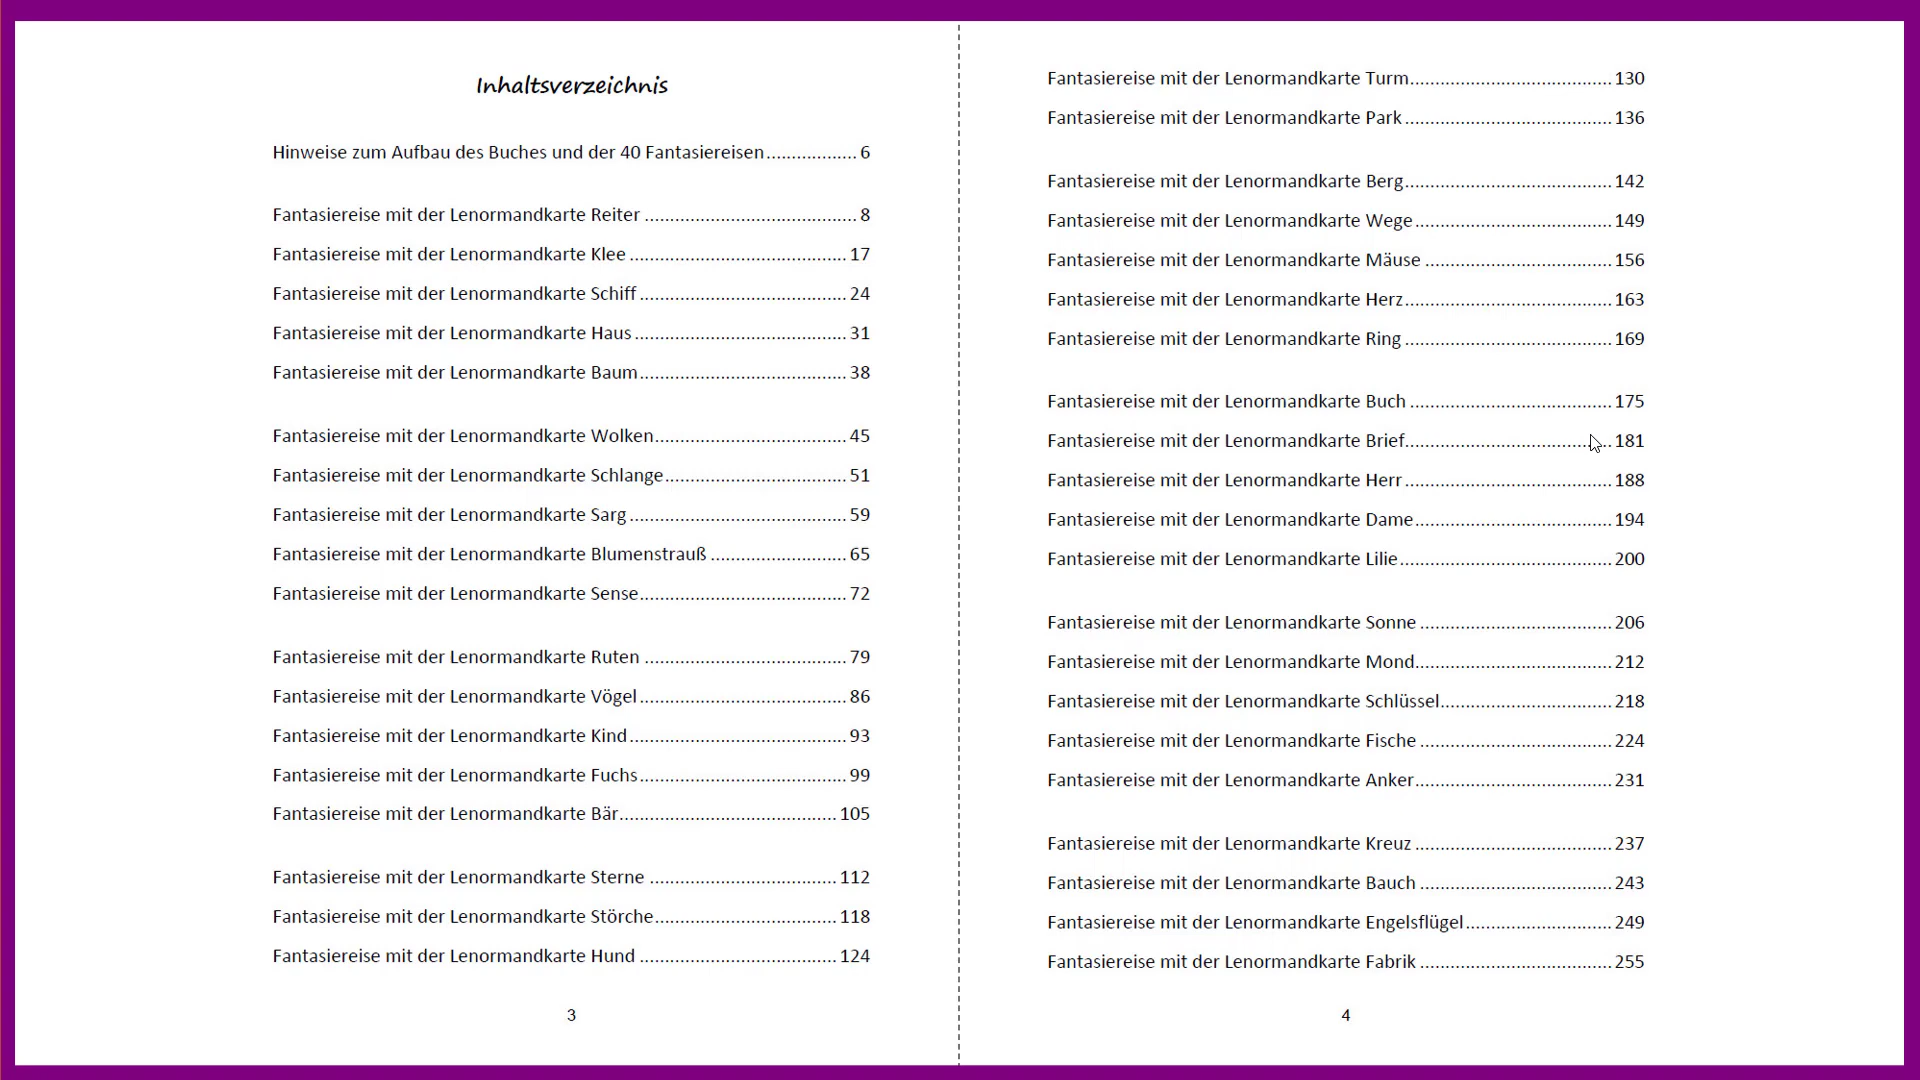 Inhaltsverzeichnis
Hinweise zum Aufbau des Buches und der 40 Fantasiereisen.................. 6
Fantasiereise mit der Lenormandkarte Reiter .......................................... 8
Fantasiereise mit der Lenormandkarte Klee ........................................... 17
Fantasiereise mit der Lenormandkarte Schiff ......................................... 24
Fantasiereise mit der Lenormandkarte Haus .......................................... 31
Fantasiereise mit der Lenormandkarte Baum......................................... 38
Fantasiereise mit der Lenormandkarte Wolken...................................... 45
Fantasiereise mit der Lenormandkarte Schlange.................................... 51
Fantasiereise mit der Lenormandkarte Sarg ........................................... 59
Fantasiereise mit der Lenormandkarte Blumenstrauß ........................... 65
Fantasiereise mit der Lenormandkarte Sense......................................... 72
Fantasiereise mit der Lenormandkarte Ruten ........................................ 79
Fantasiereise mit der Lenormandkarte Vögel......................................... 86
Fantasiereise mit der Lenormandkarte Kind........................................... 93
Fantasiereise mit der Lenormandkarte Fuchs......................................... 99
Fantasiereise mit der Lenormandkarte Bär........................................... 105
Fantasiereise mit der Lenormandkarte Sterne ..................................... 112
Fantasiereise mit der Lenormandkarte Störche.................................... 118
Fantasiereise mit der Lenormandkarte Hund ....................................... 124
3
Fantasiereise mit der Lenormandkarte Turm........................................ 130
Fantasiereise mit der Lenormandkarte Park ......................................... 136
Fantasiereise mit der Lenormandkarte Berg......................................... 142
Fantasiereise mit der Lenormandkarte Wege....................................... 149
Fantasiereise mit der Lenormandkarte Mäuse ..................................... 156
Fantasiereise mit der Lenormandkarte Herz......................................... 163
Fantasiereise mit der Lenormandkarte Ring ......................................... 169
Fantasiereise mit der Lenormandkarte Buch ........................................ 175
Fantasiereise mit der Lenormandkarte Brief......................................... 181
Fantasiereise mit der Lenormandkarte Herr ......................................... 188
Fantasiereise mit der Lenormandkarte Dame....................................... 194
Fantasiereise mit der Lenormandkarte Lilie.......................................... 200
Fantasiereise mit der Lenormandkarte Sonne ...................................... 206
Fantasiereise mit der Lenormandkarte Mond....................................... 212
Fantasiereise mit der Lenormandkarte Schlüssel.................................. 218
Fantasiereise mit der Lenormandkarte Fische ...................................... 224
Fantasiereise mit der Lenormandkarte Anker....................................... 231
Fantasiereise mit der Lenormandkarte Kreuz ....................................... 237
Fantasiereise mit der Lenormandkarte Bauch ...................................... 243
Fantasiereise mit der Lenormandkarte Engelsflügel............................. 249
Fantasiereise mit der Lenormandkarte Fabrik ...................................... 255
4